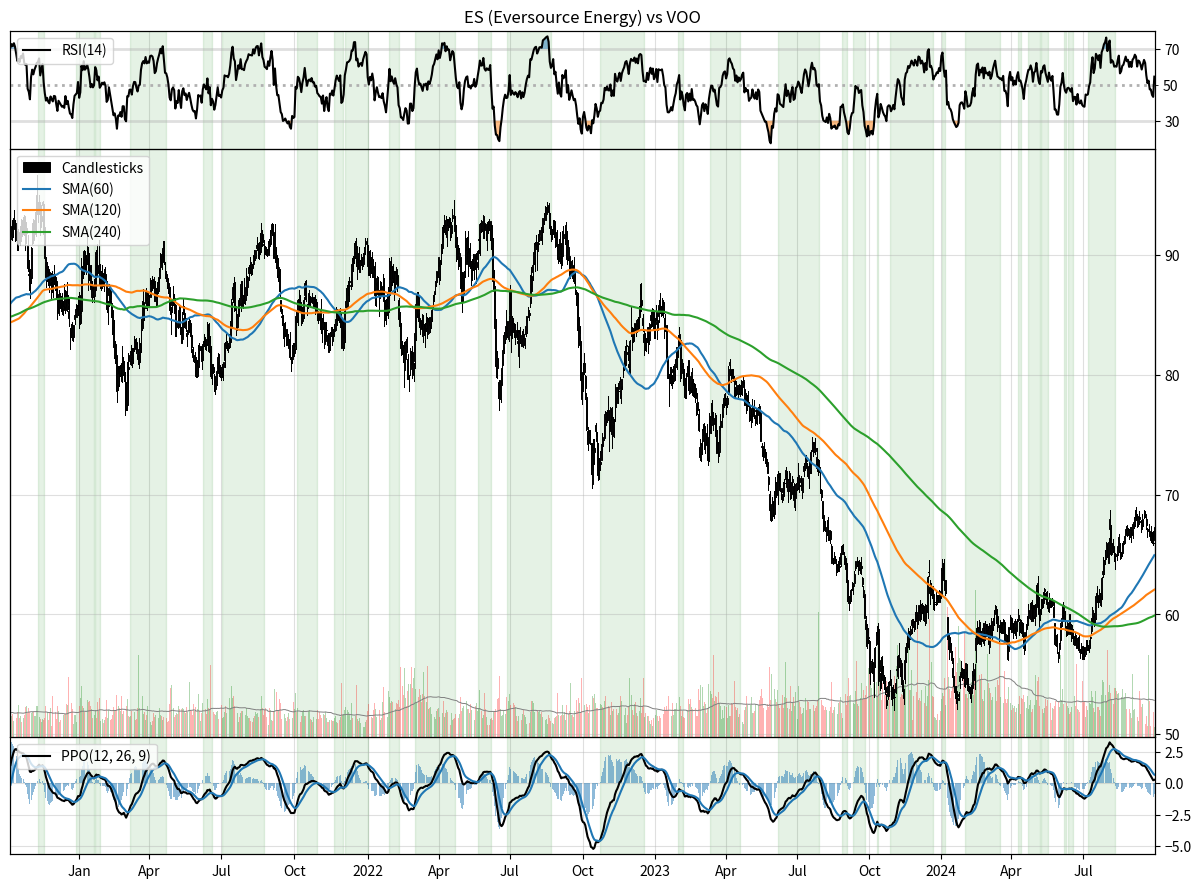 ES (Eversource Energy) vs VOO
RSI(14)
70
50
30
Candlesticks
SMA(60)
SMA(120)
SMA(240)
90
80
70
60
50
PPO(12, 26, 9)
2.5
0.0
−2.5
−5.0
Jan Apr Jul Oct 2022 Apr Jul Oct 2023 Apr Jul Oct 2024 Apr Jul